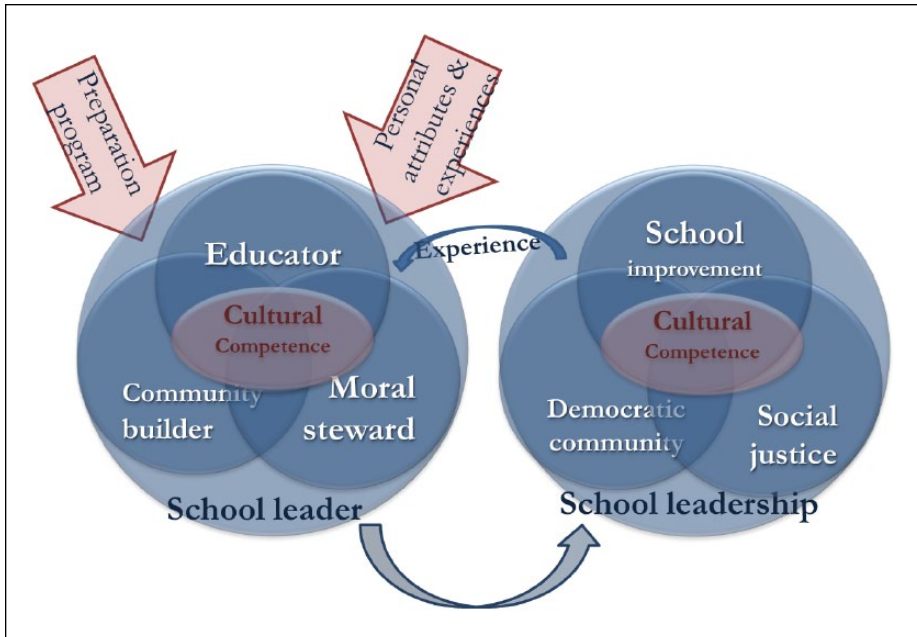 Preparation
program
Personal
attributes &
experiences
Educator
Cultural
Competence
Community
builder
Moral
steward
School leader
Experience
School
improvement
Cultural
Competence
Democratic
community
Social
justice
School leadership